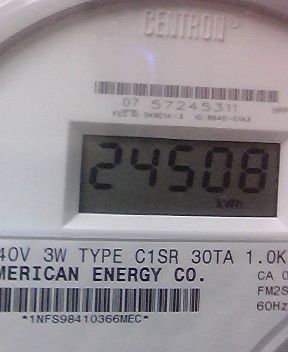 CENTRON®
07 57245311
24508
kWh
40V 3W TYPE C1SR 30TA 1.0K
MERICAN ENERGY CO.
CA 0
FM2S
60Hz
*1NFS98410366MEC*